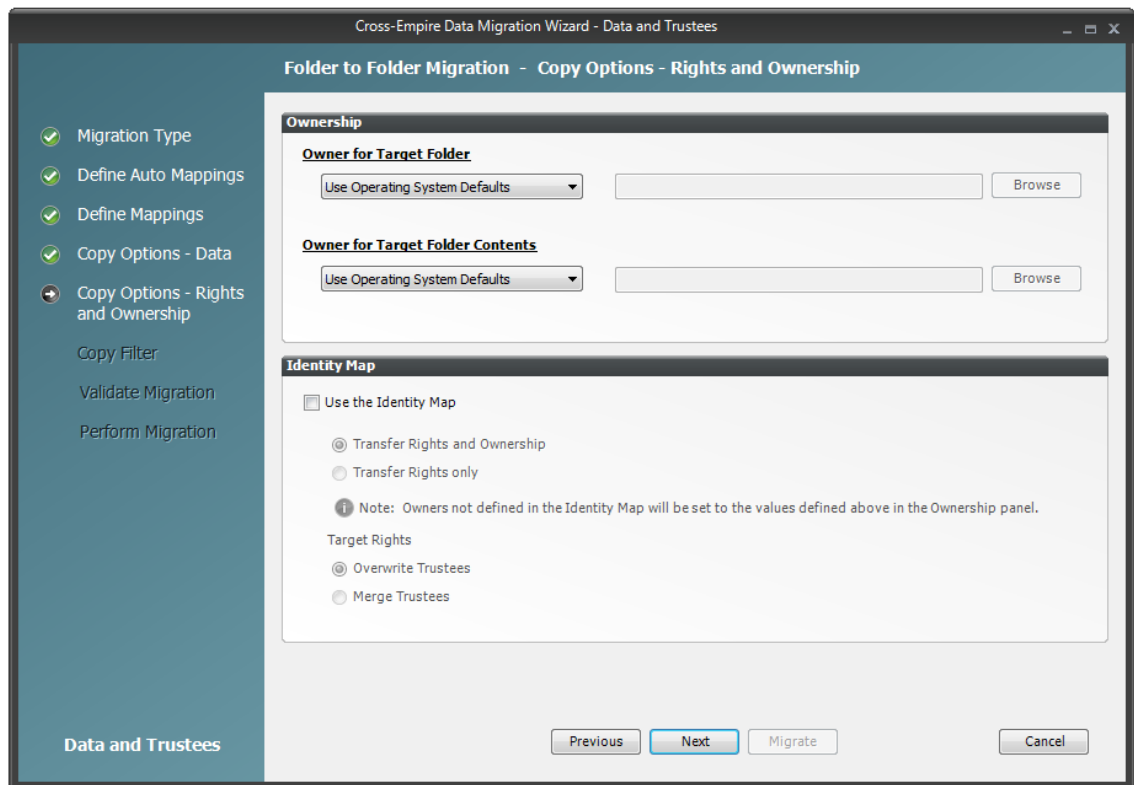 Cross-Empire Data Migration Wizard - Data and Trustees
Folder to Folder Migration - Copy Options - Rights and Ownership
Migration Type
Define Auto Mappings
Define Mappings
Copy Options - Data
Copy Options - Rights
and Ownership
Copy Filter
Validate Migration
Perform Migration
Data and Trustees
Ownership
Owner for Target Folder
Use Operating System Defaults
Browse
Owner for Target Folder Contents
Use Operating System Defaults
Browse
Identity Map
Use the Identity Map
Transfer Rights and Ownership
Transfer Rights only
Note: Owners not defined in the Identity Map will be set to the values defined above in the Ownership panel.
Target Rights
Overwrite Trustees
Merge Trustees
Previous
Next
Migrate
Cancel